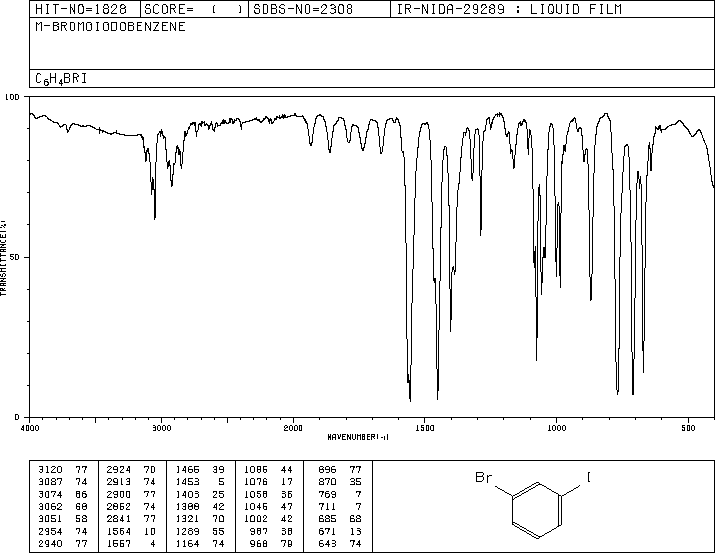 HIT-NO=1828 SCORE= ( ) SDBS-NO=2308 IR-NIDA-29289 : LIQUID FILM
M-BROMOIODOBENZENE
C6H4BRI
100
50
0
TRANSMITTANCE(%)
4000 3000 2000 1500 1000 500
WAVENUMBER(-1)
3120 77 2924 70 1466 39 1086 44 896 77
3087 74 2913 74 1453 5 1076 17 870 35
3074 66 2900 77 1403 25 1058 36 769 7
3062 68 2862 74 1388 42 1046 47 711 7
3051 58 2841 77 1321 70 1002 42 685 68
2954 74 1564 10 1289 55 987 38 671 13
2940 77 1557 4 1164 74 968 79 643 74
Br I